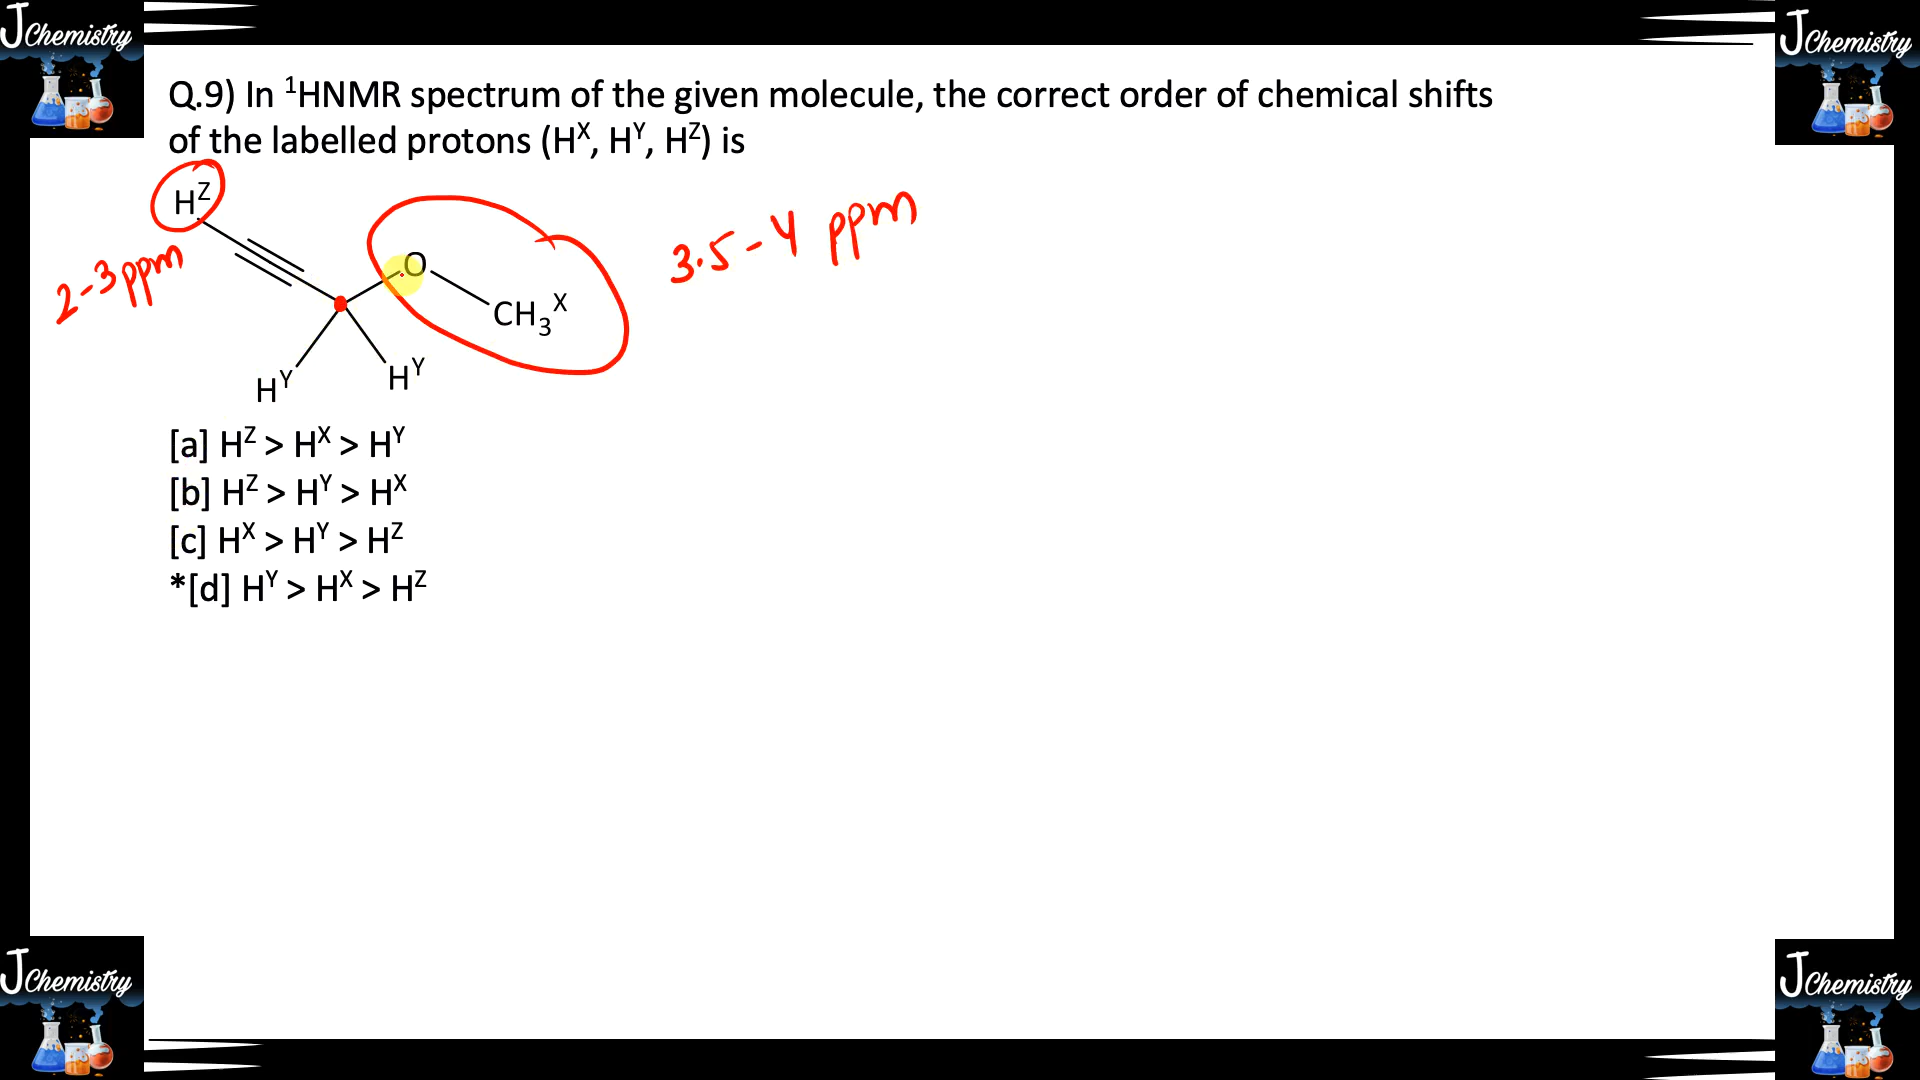 JChemistry
JChemistry
Q.9) In ¹HNMR spectrum of the given molecule, the correct order of chemical shifts
of the labelled protons (Hˣ, Hʸ, Hᶻ) is
Hᶻ
2-3 ppm
O
CH₃ˣ
3.5-4 ppm
Hʸ
Hʸ
[a] Hᶻ > Hˣ > Hʸ
[b] Hᶻ > Hʸ > Hˣ
[c] Hˣ > Hʸ > Hᶻ
*[d] Hʸ > Hˣ > Hᶻ
JChemistry
JChemistry